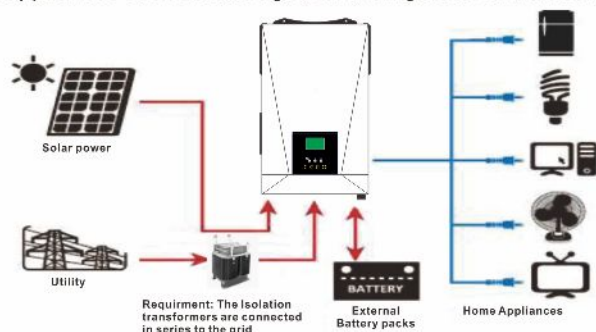 Solar power
Utility
Requirment: The Isolation
transformers are connected
in series to the grid
BATTERY
External
Battery packs
Home Appliances